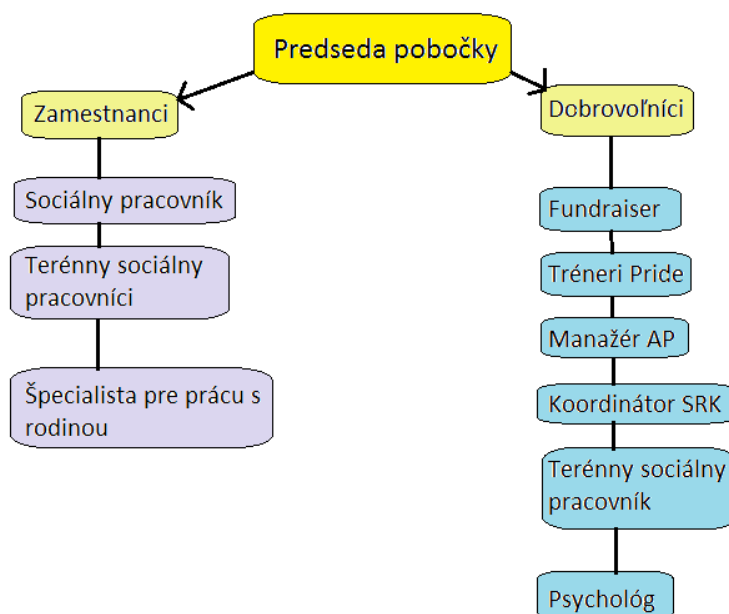 Predseda pobočky
Zamestnanci
Sociálny pracovník
Terénny sociálny
pracovníci
Špecialista pre prácu s
rodinou
Dobrovoľníci
Fundraiser
Tréneri Pride
Manažér AP
Koordinátor SRK
Terénny sociálny
pracovník
Psychológ